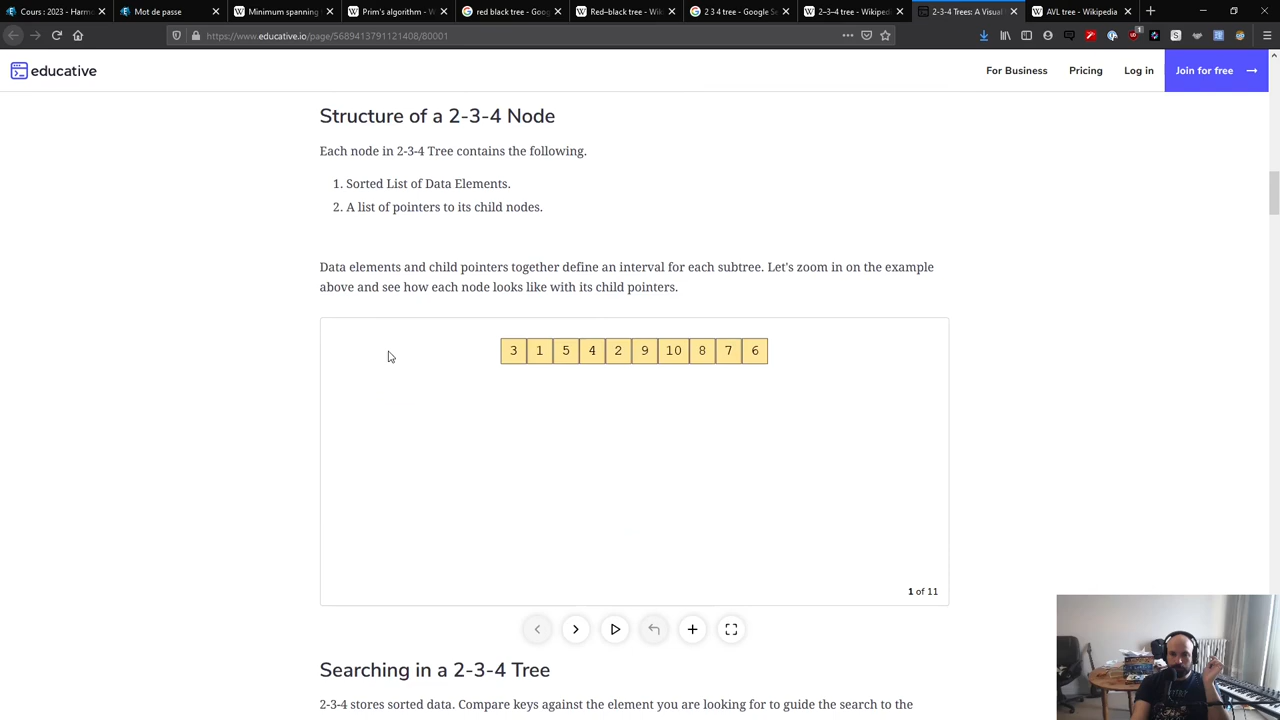 Cours : 2023 - Harmo
Mot de passe
Minimum spanning
Prim's algorithm - W
red black tree - Goog
Red–black tree - Wiki
2 3 4 tree - Google Se
2–3–4 tree - Wikiped
2-3-4 Trees: A Visual
AVL tree - Wikipedia
https://www.educative.io/page/5689413791121408/80001
educative
For Business
Pricing
Log in
Join for free
Structure of a 2-3-4 Node
Each node in 2-3-4 Tree contains the following.
1. Sorted List of Data Elements.
2. A list of pointers to its child nodes.
Data elements and child pointers together define an interval for each subtree. Let's zoom in on the example
above and see how each node looks like with its child pointers.
3 1 5 4 2 9 10 8 7 6
1 of 11
Searching in a 2-3-4 Tree
2-3-4 stores sorted data. Compare keys against the element you are looking for to guide the search to the